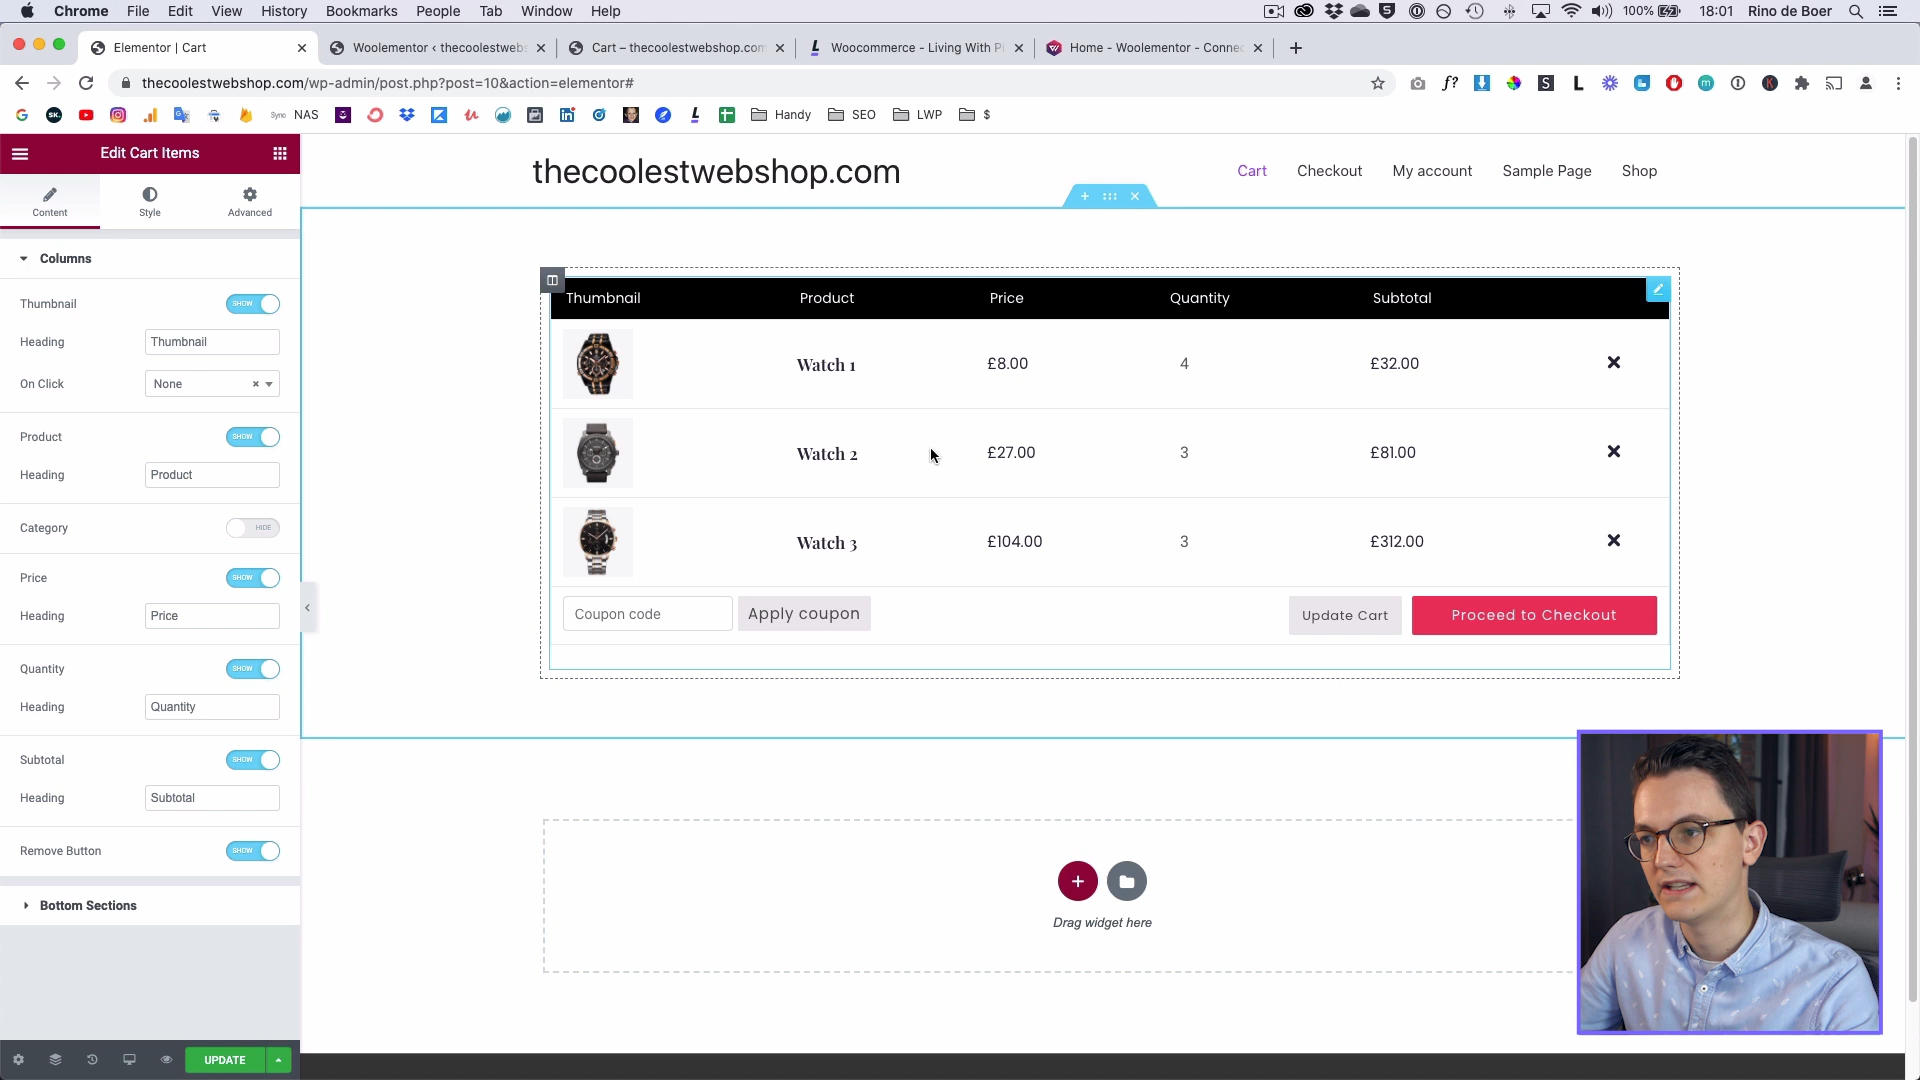 Chrome File Edit View History Bookmarks People Tab Window Help 100% 18:01 Rino de Boer
Elementor | Cart
Woolementor ‹ thecoolestwebs
Cart – thecoolestwebshop.com
Woocommerce - Living With Pi
Home - Woolementor - Connec
thecoolestwebshop.com/wp-admin/post.php?post=10&action=elementor#
NAS Handy SEO LWP $
Edit Cart Items
Content Style Advanced
Columns
Thumbnail SHOW
Heading Thumbnail
On Click None
Product SHOW
Heading Product
Category HIDE
Price SHOW
Heading Price
Quantity SHOW
Heading Quantity
Subtotal SHOW
Heading Subtotal
Remove Button SHOW
Bottom Sections
UPDATE
thecoolestwebshop.com
Cart Checkout My account Sample Page Shop
Thumbnail Product Price Quantity Subtotal
Watch 1 £8.00 4 £32.00
Watch 2 £27.00 3 £81.00
Watch 3 £104.00 3 £312.00
Coupon code Apply coupon Update Cart Proceed to Checkout
Drag widget here